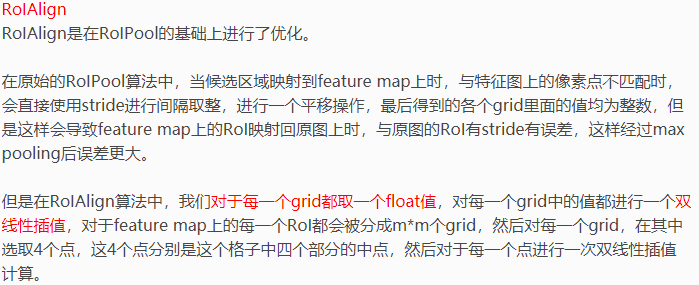 RoIAlign
RoIAlign是在RoIPool的基础上进行了优化。
在原始的RoIPool算法中，当候选区域映射到feature map上时，与特征图上的像素点不匹配时，
会直接使用stride进行间隔取整，进行一个平移操作，最后得到的各个grid里面的值均为整数，但
是这样会导致feature map上的RoI映射回原图上时，与原图的RoI有stride有误差，这样经过max
pooling后误差更大。
但是在RoIAlign算法中，我们对于每一个grid都取一个float值，对每一个grid中的值都进行一个双
线性插值，对于feature map上的每一个RoI都会被分成m*m个grid，然后对每一个grid，在其中
选取4个点，这4个点分别是这个格子中四个部分的中点，然后对于每一个点进行一次双线性插值
计算。